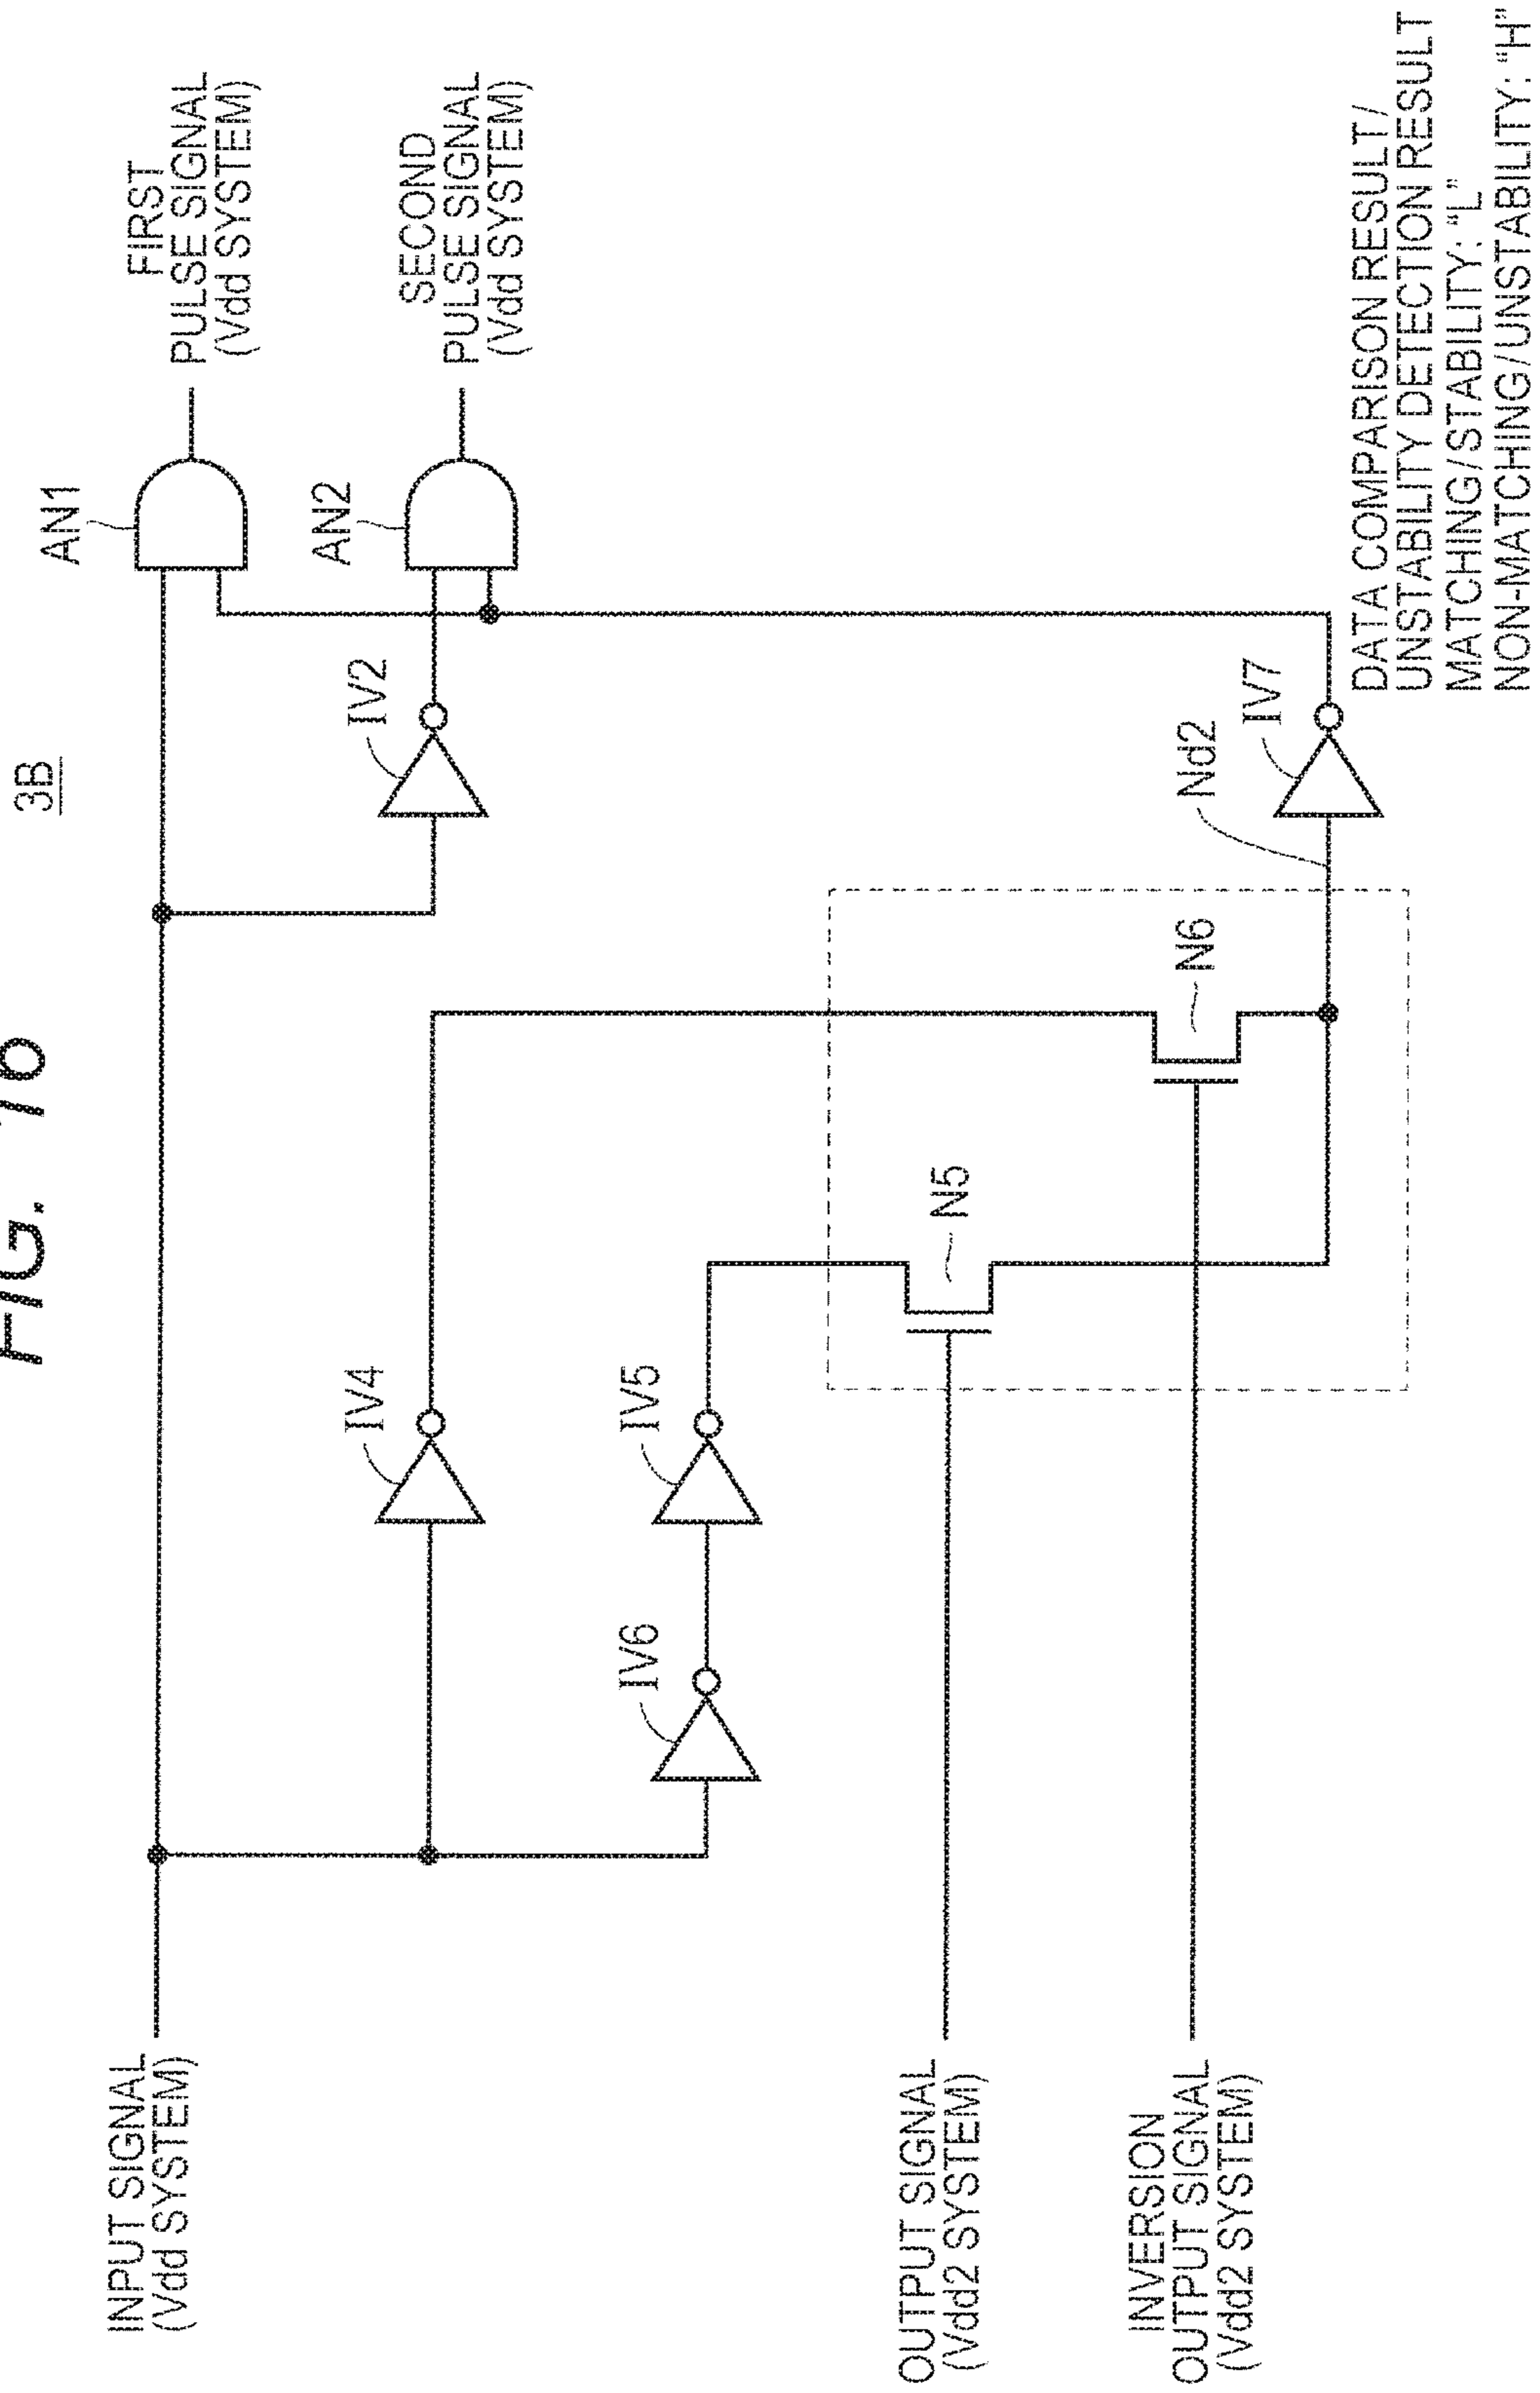 FIG. 16
3B
INPUT SIGNAL
(Vdd SYSTEM)
OUTPUT SIGNAL
(Vdd2 SYSTEM)
INVERSION
OUTPUT SIGNAL
(Vdd2 SYSTEM)
IV4
IV6
IV5
N5
N6
IV2
Nd2
IV7
AN1
AN2
FIRST
PULSE SIGNAL
(Vdd SYSTEM)
SECOND
PULSE SIGNAL
(Vdd SYSTEM)
DATA COMPARISON RESULT/
UNSTABILITY DETECTION RESULT
MATCHING/STABILITY: “L”
NON-MATCHING/UNSTABILITY: “H”